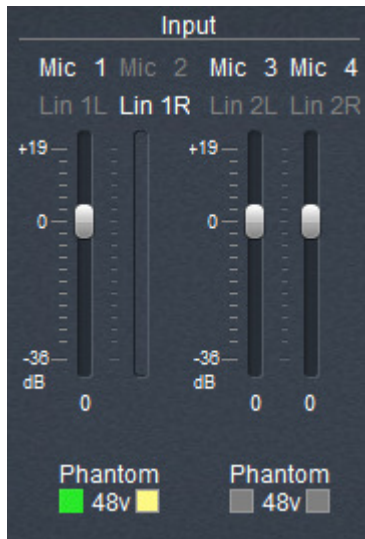 Input
Mic 1 Mic 2 Mic 3 Mic 4
Lin 1L Lin 1R Lin 2L Lin 2R
+19 +19
0 0
-36 -36
dB dB
0 0 0
Phantom Phantom
48v 48v